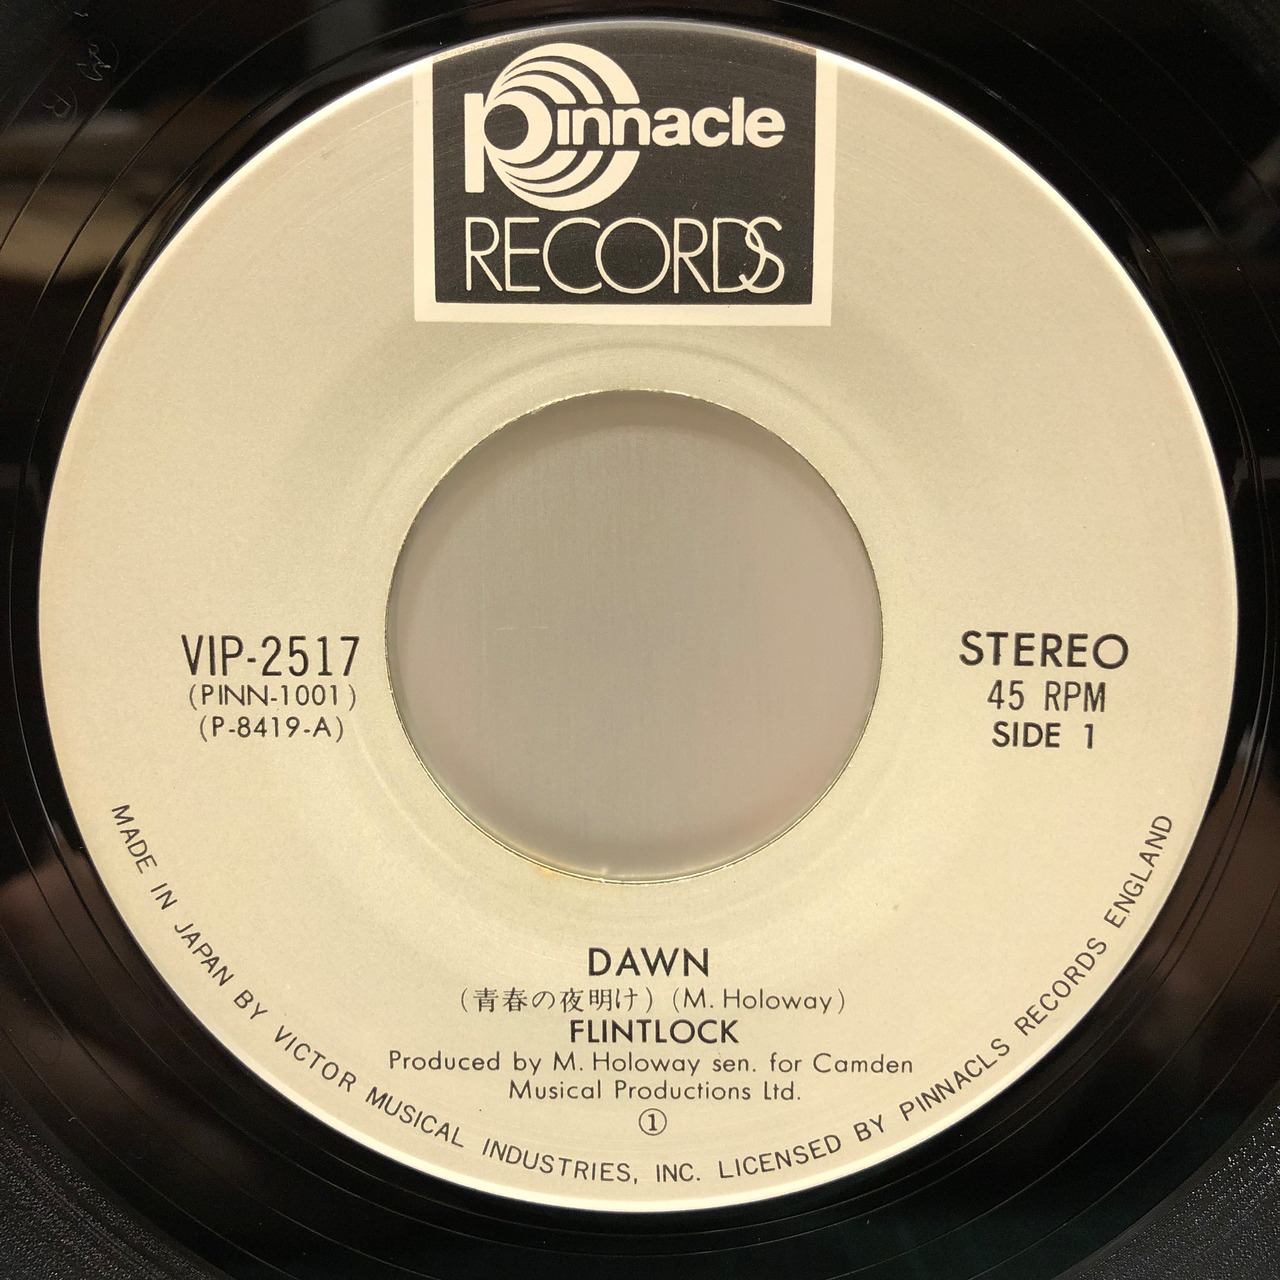 Pinnacle
RECORDS
VIP-2517
(PINN-1001)
(P-8419-A)
STEREO
45 RPM
SIDE 1
DAWN
(青春の夜明け) (M. Holoway)
FLINTLOCK
Produced by M. Holoway sen. for Camden
Musical Productions Ltd.
①
MADE IN JAPAN BY VICTOR MUSICAL INDUSTRIES, INC. LICENSED BY PINNACLS RECORDS ENGLAND